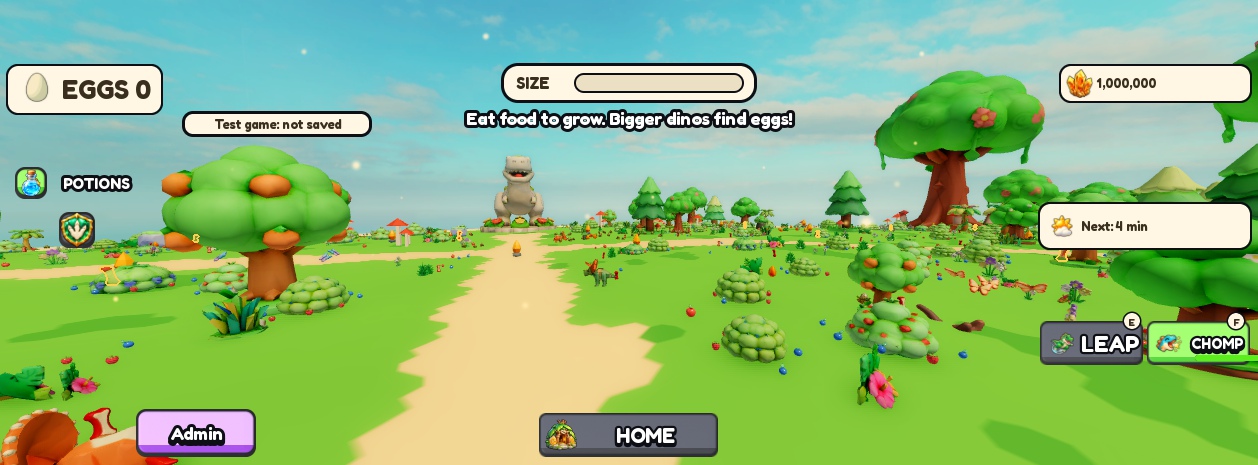 EGGS 0
SIZE
1,000,000
Test game: not saved
Eat food to grow. Bigger dinos find eggs!
POTIONS
Next: 4 min
E
F
LEAP
CHOMP
Admin
HOME